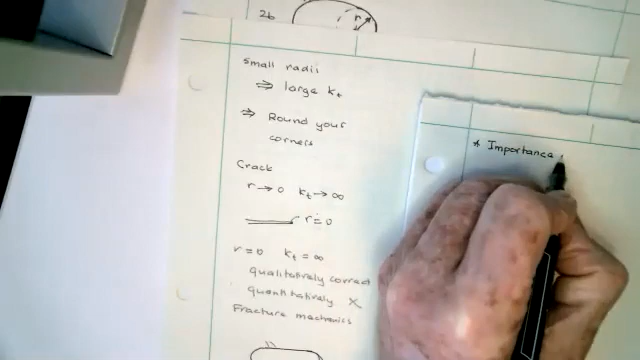 2b
r
small radii
⇒ large kt
⇒ Round your
corners
Crack
r→0 kt→∞
r=0
r=0 kt=∞
qualitatively correct
quantitatively X
Fracture mechanics
* Importance